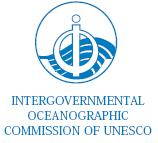 INTERGOVERNMENTAL
OCEANOGRAPHIC
COMMISSION OF UNESCO